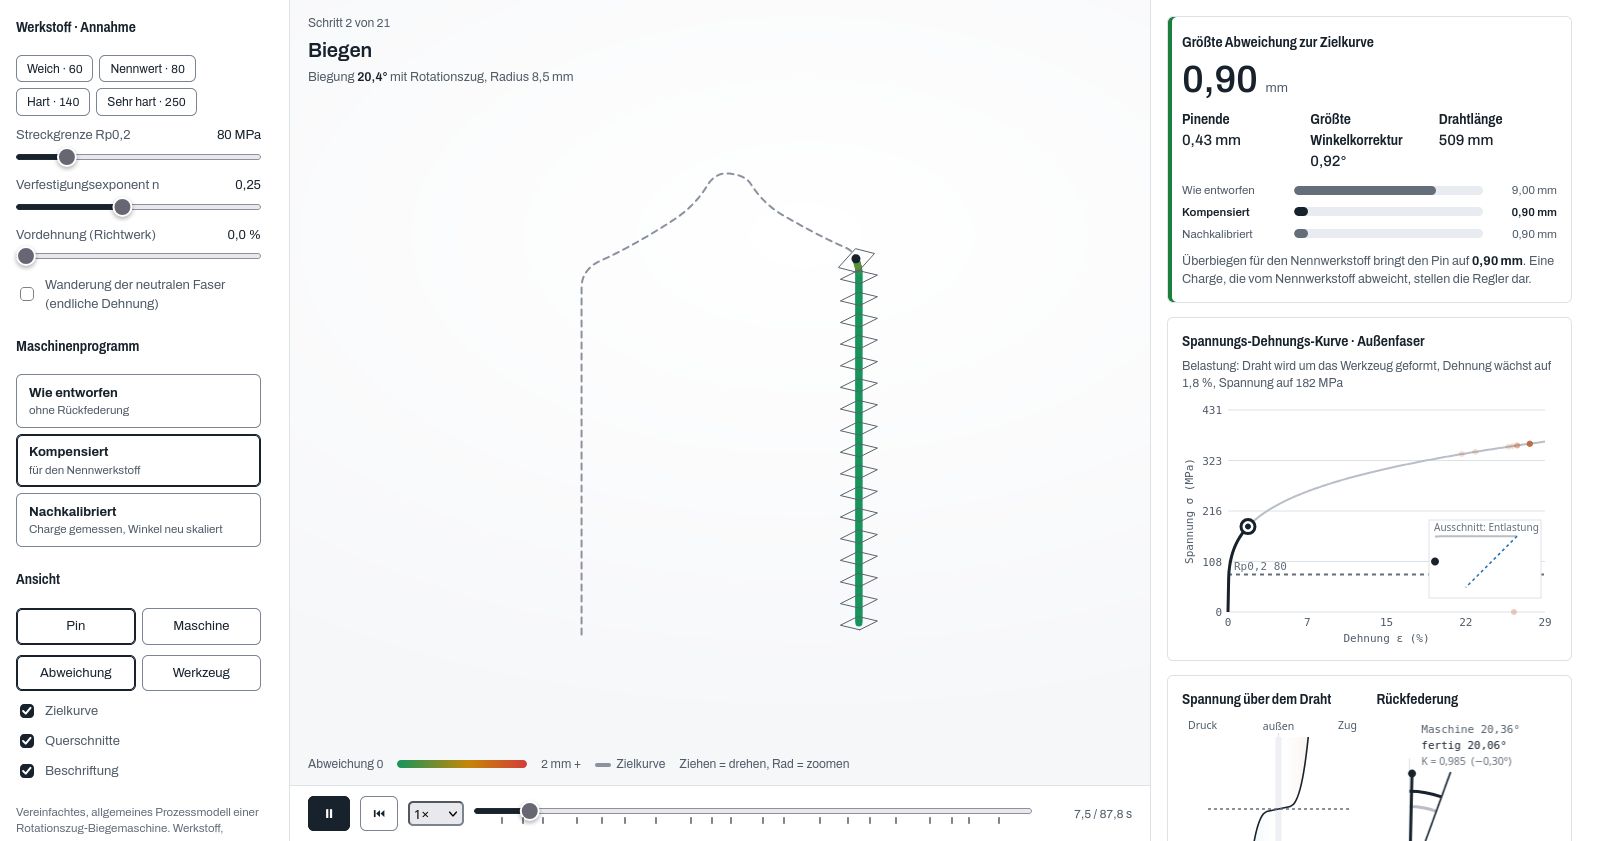 Werkstoff · Annahme
Weich · 60
Nennwert · 80
Hart · 140
Sehr hart · 250
Streckgrenze Rp0,2
80 MPa
Verfestigungsexponent n
0,25
Vordehnung (Richtwerk)
0,0 %
Wanderung der neutralen Faser
(endliche Dehnung)
Maschinenprogramm
Wie entworfen
ohne Rückfederung
Kompensiert
für den Nennwerkstoff
Nachkalibriert
Charge gemessen, Winkel neu skaliert
Ansicht
Pin
Maschine
Abweichung
Werkzeug
Zielkurve
Querschnitte
Beschriftung
Vereinfachtes, allgemeines Prozessmodell einer
Rotationszug-Biegemaschine. Werkstoff,
Schritt 2 von 21
Biegen
Biegung 20,4° mit Rotationszug, Radius 8,5 mm
Abweichung 0
2 mm +
Zielkurve
Ziehen = drehen, Rad = zoomen
1×
7,5 / 87,8 s
Größte Abweichung zur Zielkurve
0,90 mm
Pinende
0,43 mm
Größte
Winkelkorrektur
0,92°
Drahtlänge
509 mm
Wie entworfen
9,00 mm
Kompensiert
0,90 mm
Nachkalibriert
0,90 mm
Überbiegen für den Nennwerkstoff bringt den Pin auf 0,90 mm. Eine
Charge, die vom Nennwerkstoff abweicht, stellen die Regler dar.
Spannungs-Dehnungs-Kurve · Außenfaser
Belastung: Draht wird um das Werkzeug geformt, Dehnung wächst auf
1,8 %, Spannung auf 182 MPa
431
323
216
108
0
Spannung σ (MPa)
Rp0,2 80
Ausschnitt: Entlastung
0
7
15
22
29
Dehnung ε (%)
Spannung über dem Draht
Druck
außen
Zug
Rückfederung
Maschine 20,36°
fertig 20,06°
K = 0,985 (−0,30°)